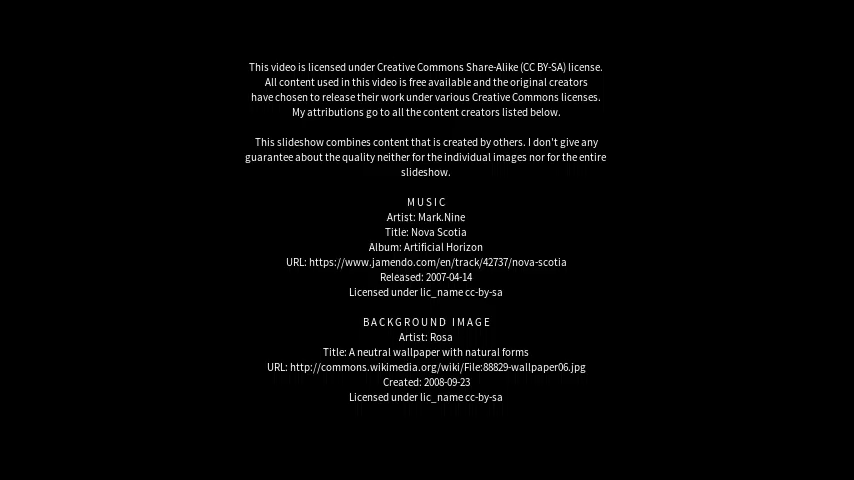 This video is licensed under Creative Commons Share-Alike (CC BY-SA) license.
All content used in this video is free available and the original creators
have chosen to release their work under various Creative Commons licenses.
My attributions go to all the content creators listed below.
This slideshow combines content that is created by others. I don't give any
guarantee about the quality neither for the individual images nor for the entire
slideshow.
MUSIC
Artist: Mark.Nine
Title: Nova Scotia
Album: Artificial Horizon
URL: https://www.jamendo.com/en/track/42737/nova-scotia
Released: 2007-04-14
Licensed under lic_name cc-by-sa
BACKGROUND IMAGE
Artist: Rosa
Title: A neutral wallpaper with natural forms
URL: http://commons.wikimedia.org/wiki/File:88829-wallpaper06.jpg
Created: 2008-09-23
Licensed under lic_name cc-by-sa